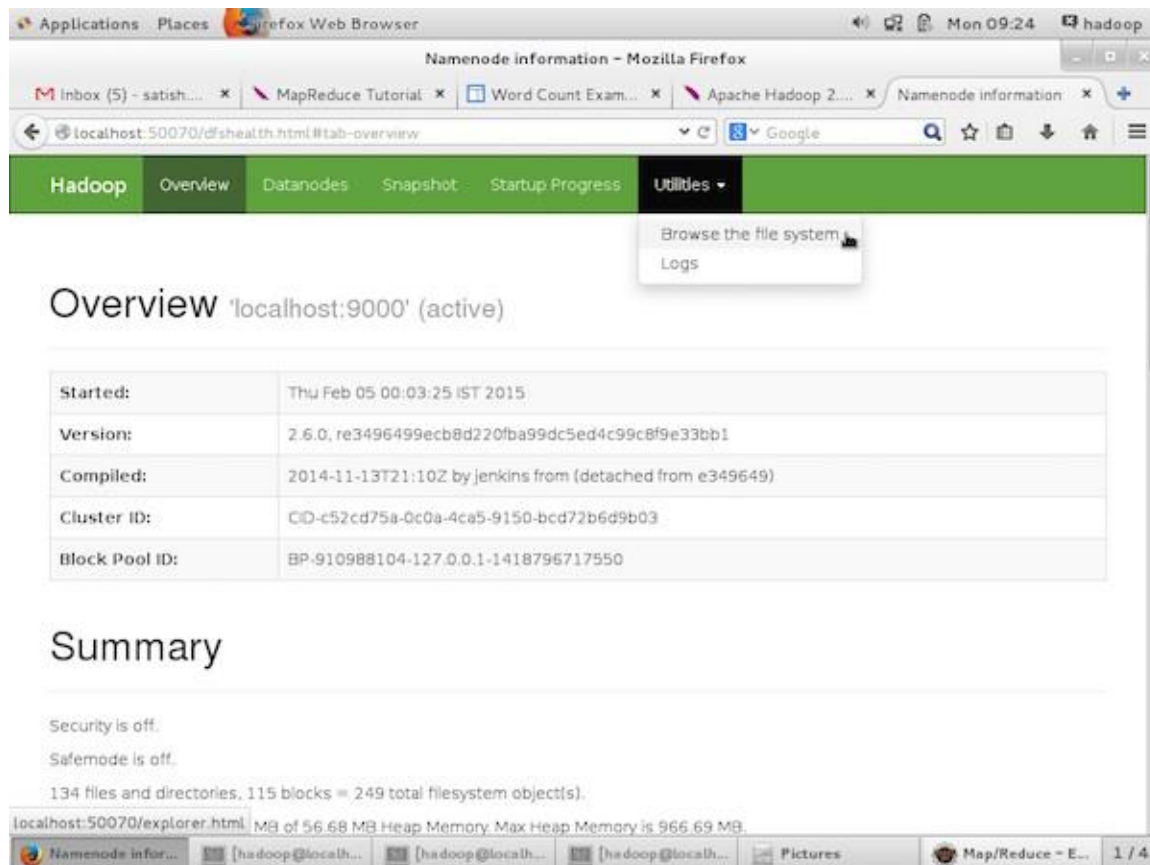 Applications Places Firefox Web Browser Mon 09:24 hadoop
Namenode information - Mozilla Firefox
Inbox (5) - satish.... MapReduce Tutorial Word Count Exam... Apache Hadoop 2.... Namenode information
localhost:50070/dfshealth.html#tab-overview Google
Hadoop Overview Datanodes Snapshot Startup Progress Utilities
Browse the file system
Logs
Overview 'localhost:9000' (active)
Started: Thu Feb 05 00:03:25 IST 2015
Version: 2.6.0, re3496499ecb8d220fba99dc5ed4c99c8f9e33bb1
Compiled: 2014-11-13T21:10Z by jenkins from (detached from e349649)
Cluster ID: CID-c52cd75a-0c0a-4ca5-9150-bcd72b6d9b03
Block Pool ID: BP-910988104-127.0.0.1-1418796717550
Summary
Security is off.
Safemode is off.
134 files and directories, 115 blocks = 249 total filesystem object(s).
localhost:50070/explorer.html MB of 56.68 MB Heap Memory. Max Heap Memory is 966.69 MB.
Namenode infor... [hadoop@localh... [hadoop@localh... [hadoop@localh... Pictures Map/Reduce - E... 1 / 4